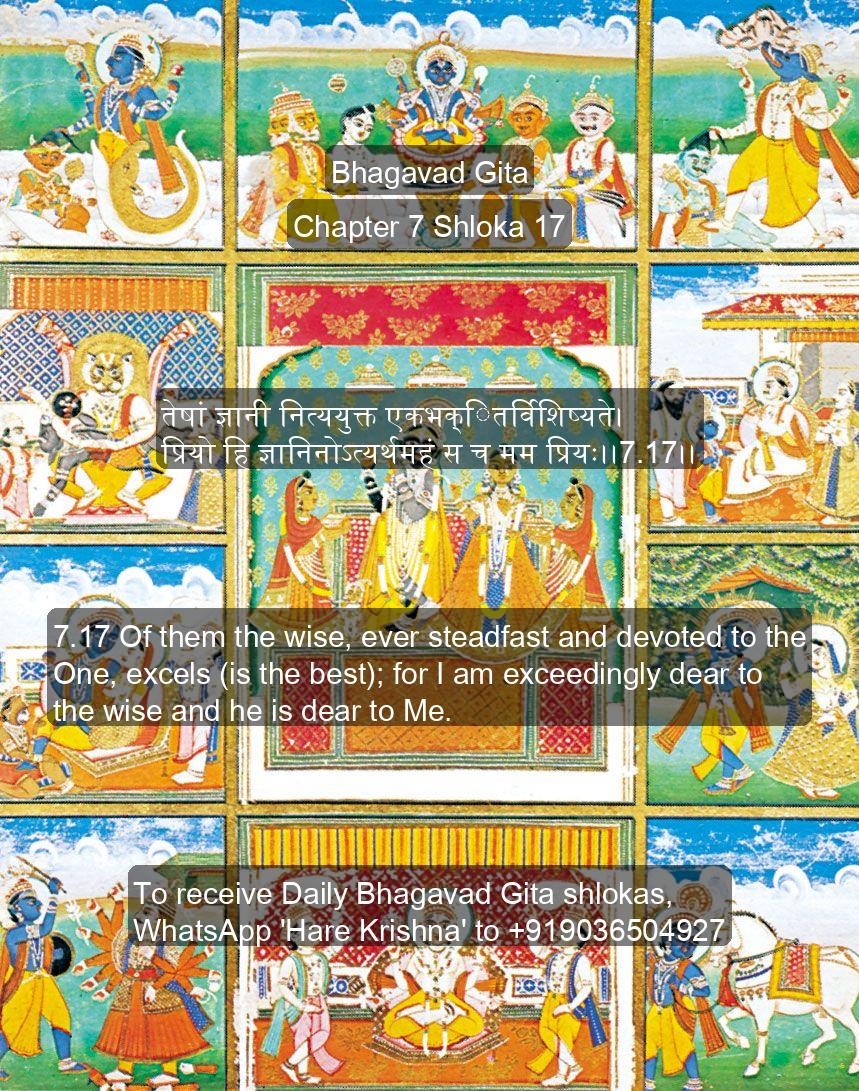 Bhagavad Gita
Chapter 7 Shloka 17
तेषां ज्ञानी नित्ययुक्त एकभक्ितर्विशिष्यते।
प्रियो हि ज्ञानिनोऽत्यर्थमहं स च मम प्रियः।।7.17।।
7.17 Of them the wise, ever steadfast and devoted to the
One, excels (is the best); for I am exceedingly dear to
the wise and he is dear to Me.
To receive Daily Bhagavad Gita shlokas,
WhatsApp 'Hare Krishna' to +919036504927